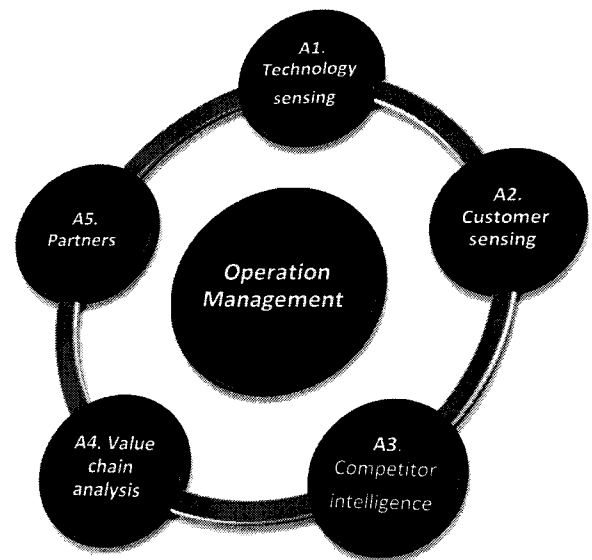 A1.
Technology
sensing
A2.
Customer
sensing
A5.
Partners
Operation
Management
A4. Value
chain
analysis
A3.
Competitor
intelligence